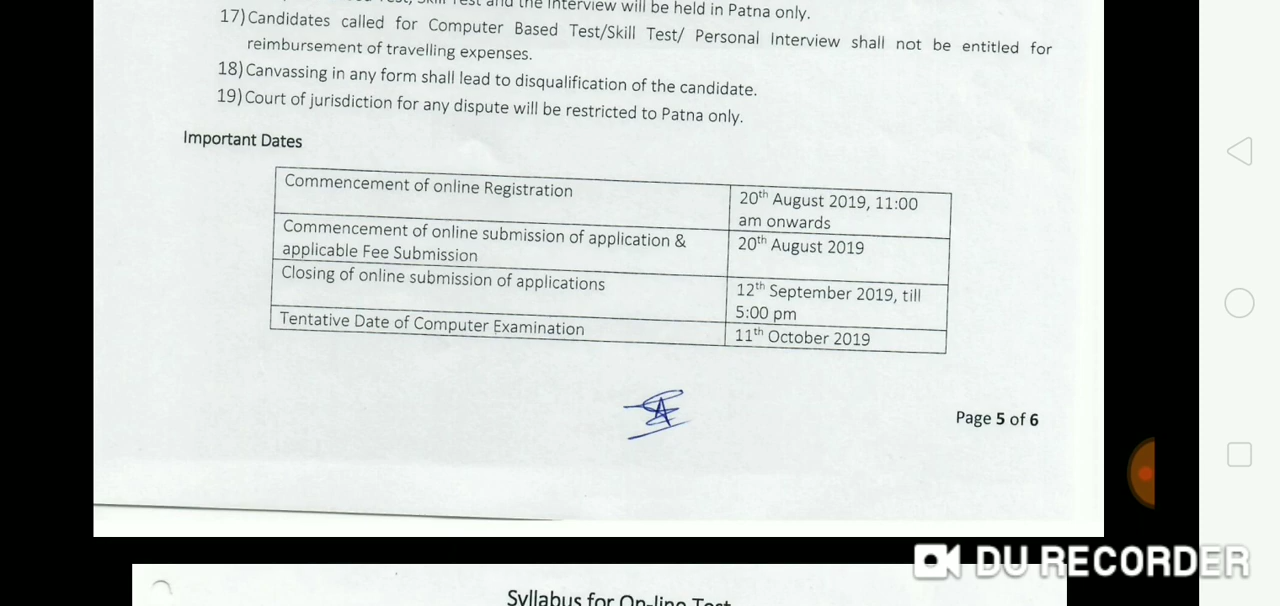 the Interview will be held in Patna only.
17) Candidates called for Computer Based Test/Skill Test/ Personal Interview shall not be entitled for
reimbursement of travelling expenses.
18) Canvassing in any form shall lead to disqualification of the candidate.
19) Court of jurisdiction for any dispute will be restricted to Patna only.
Important Dates
Commencement of online Registration
20th August 2019, 11:00
am onwards
Commencement of online submission of application &
applicable Fee Submission
20th August 2019
Closing of online submission of applications
12th September 2019, till
5:00 pm
Tentative Date of Computer Examination
11th October 2019
Page 5 of 6
DU RECORDER
Syllabus for On-line Test